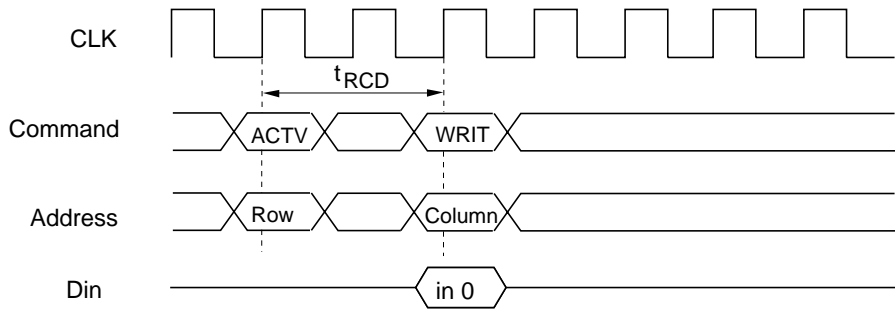 CLK
tRCD
Command ACTV WRIT
Address Row Column
Din in 0